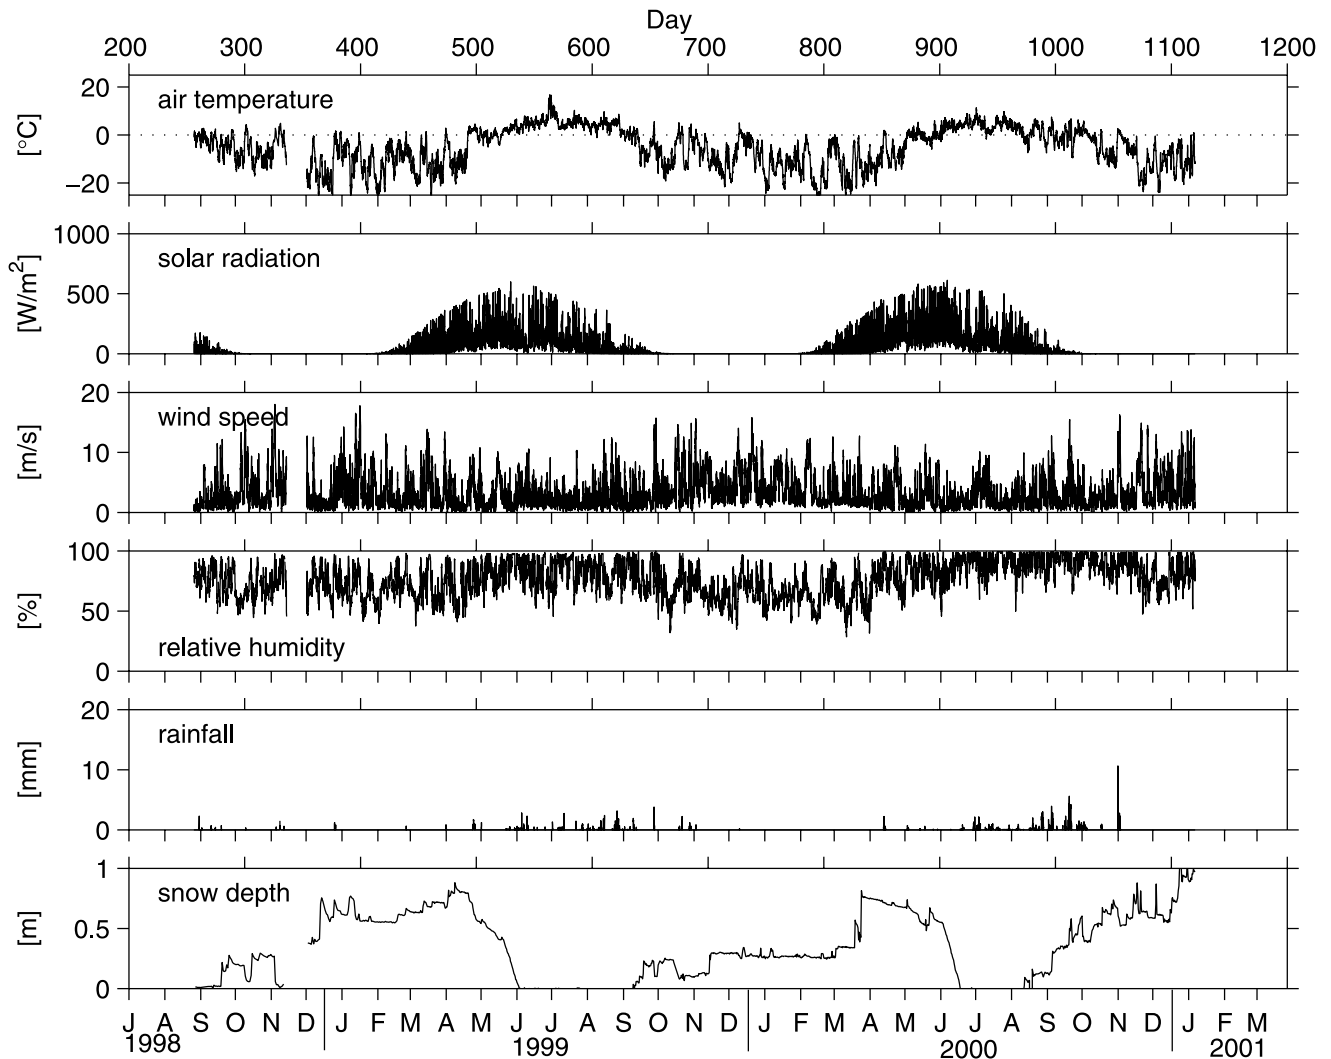 Day
200 300 400 500 600 700 800 900 1000 1100 1200
air temperature
[°C]
20
0
−20
solar radiation
[W/m²]
1000
500
0
wind speed
[m/s]
20
10
0
relative humidity
[%]
100
50
0
rainfall
[mm]
20
10
0
snow depth
[m]
1
0.5
0
J A S O N D J F M A M J J A S O N D J F M A M J J A S O N D J F M
1998 1999 2000 2001